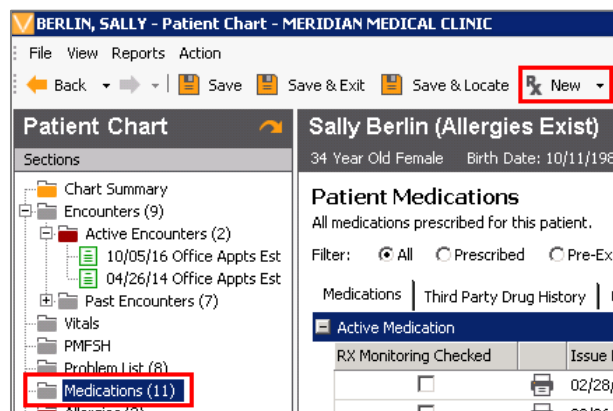 BERLIN, SALLY - Patient Chart - MERIDIAN MEDICAL CLINIC
File View Reports Action
Back Save Save & Exit Save & Locate Rx New
Patient Chart
Sections
Chart Summary
Encounters (9)
Active Encounters (2)
10/05/16 Office Appts Est
04/26/14 Office Appts Est
Past Encounters (7)
Vitals
PMFSH
Problem List (8)
Medications (11)
Sally Berlin (Allergies Exist)
34 Year Old Female Birth Date: 10/11/198
Patient Medications
All medications prescribed for this patient.
Filter: All Prescribed Pre-Ex
Medications Third Party Drug History
Active Medication
RX Monitoring Checked Issue
02/28/